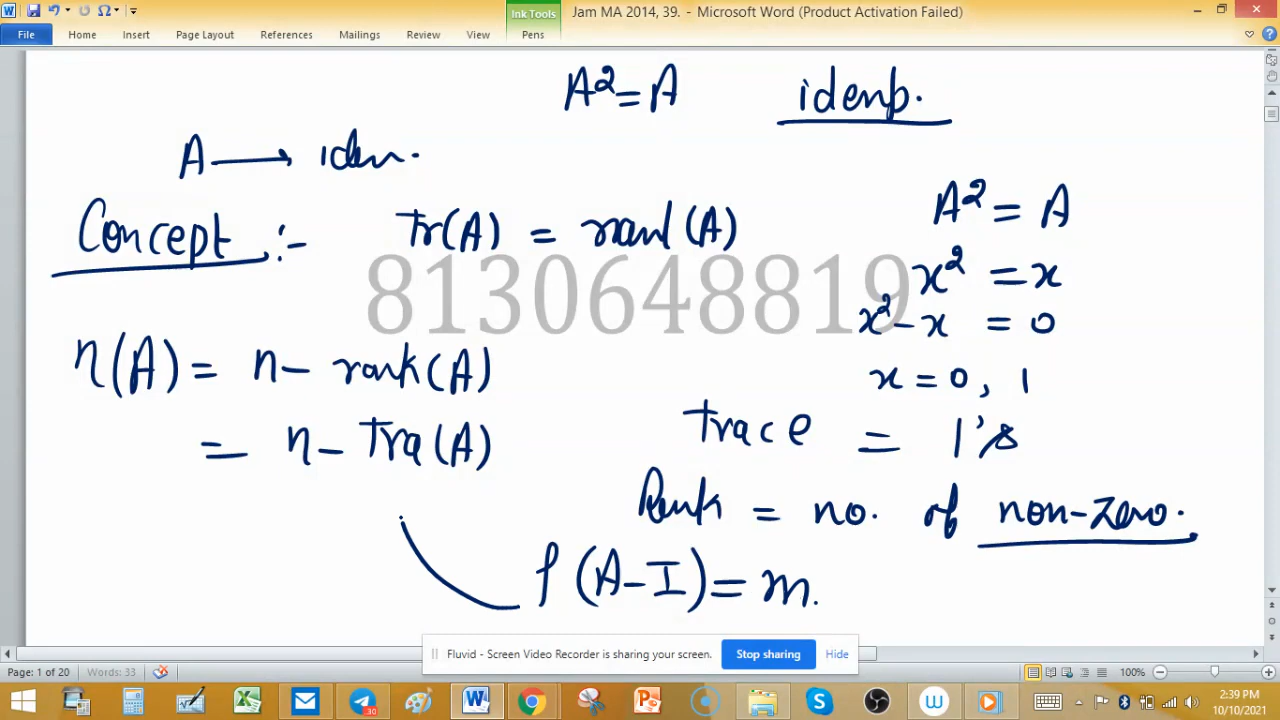 Jam MA 2014, 39. - Microsoft Word (Product Activation Failed)
Ink Tools
File Home Insert Page Layout References Mailings Review View Pens
A² = A idenp.
A → iden.
Concept :- Tr(A) = rank(A)
A² = A
x² = x
8130648819
x² - x = 0
η(A) = n - rank(A)
x = 0, 1
= n - Tra(A)
Trace = 1's
Rank = no. of non-zero.
ρ(A - I) = m.
Fluvid - Screen Video Recorder is sharing your screen. Stop sharing Hide
Page: 1 of 20 Words: 33 100%
30
2:39 PM
10/10/2021